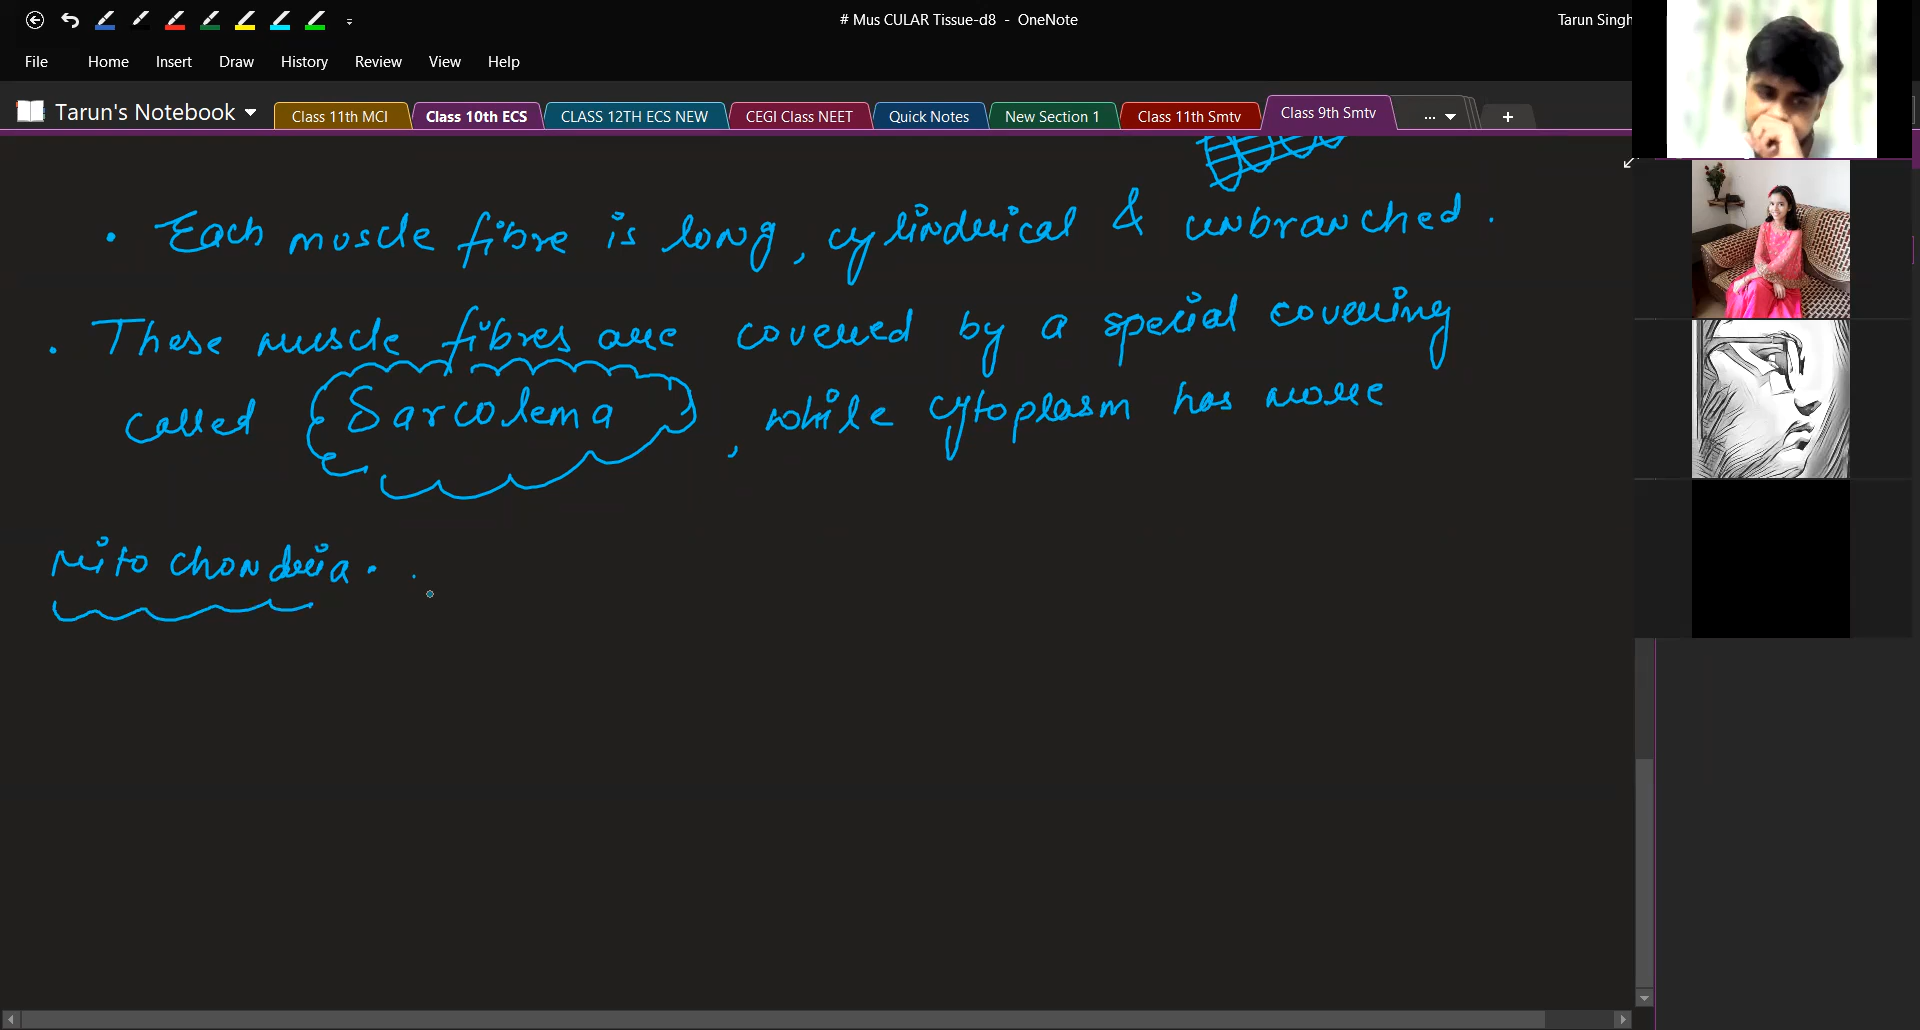 # Mus CULAR Tissue-d8 - OneNote
Tarun Singh
File Home Insert Draw History Review View Help
Tarun's Notebook
Class 11th MCI Class 10th ECS CLASS 12TH ECS NEW CEGI Class NEET Quick Notes New Section 1 Class 11th Smtv Class 9th Smtv ... +
• Each muscle fibre is long, cylindrical & unbranched.
• These muscle fibres are covered by a special covering
called Sarcolema, while cytoplasm has more
Mito chondria.